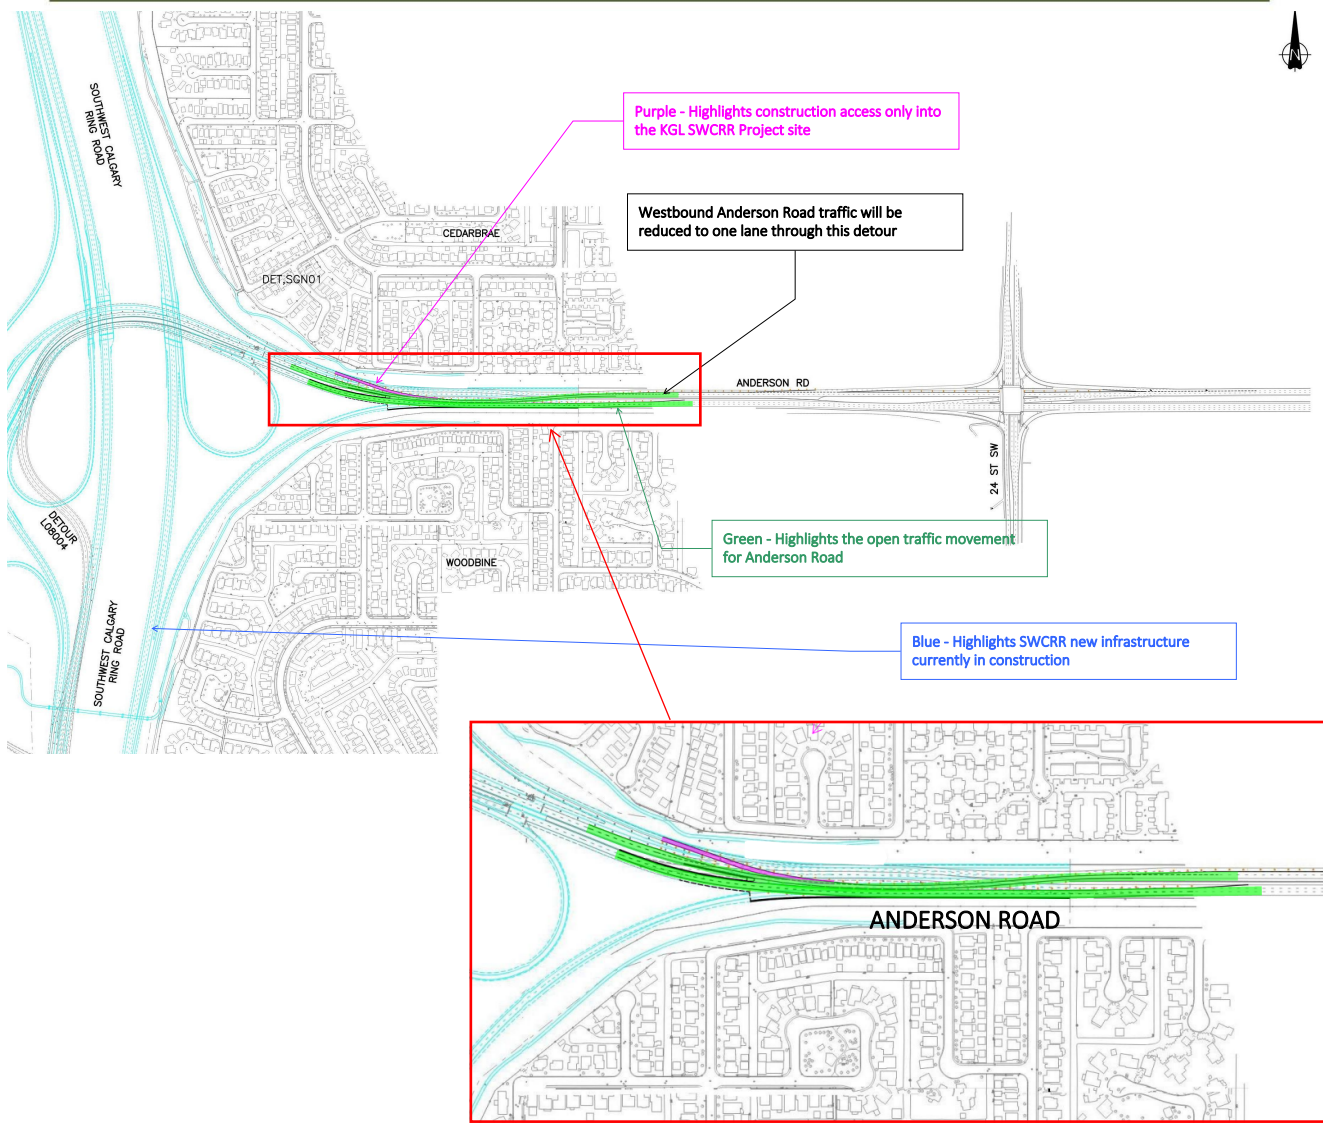 N
SOUTHWEST CALGARY
RING ROAD
Purple - Highlights construction access only into
the KGL SWCRR Project site
Westbound Anderson Road traffic will be
reduced to one lane through this detour
CEDARBRAE
DET,SGN01
ANDERSON RD
24 ST SW
DETOUR
L08004
Green - Highlights the open traffic movement
for Anderson Road
WOODBINE
SOUTHWEST CALGARY
RING ROAD
Blue - Highlights SWCRR new infrastructure
currently in construction
ANDERSON ROAD